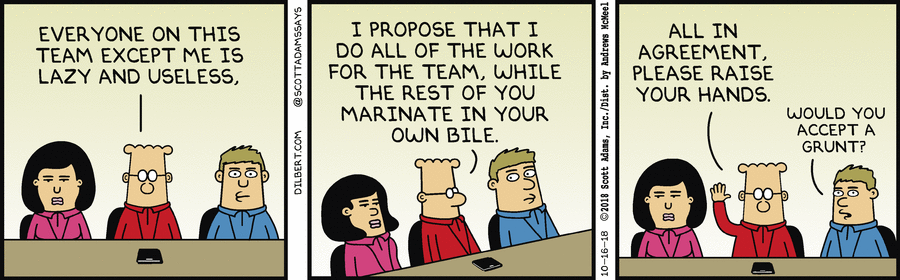 EVERYONE ON THIS
TEAM EXCEPT ME IS
LAZY AND USELESS,
DILBERT.COM @SCOTTADAMSSAYS
I PROPOSE THAT I
DO ALL OF THE WORK
FOR THE TEAM, WHILE
THE REST OF YOU
MARINATE IN YOUR
OWN BILE.
10-16-18 ©2018 Scott Adams, Inc./Dist. by Andrews McMeel
ALL IN
AGREEMENT,
PLEASE RAISE
YOUR HANDS.
WOULD YOU
ACCEPT A
GRUNT?